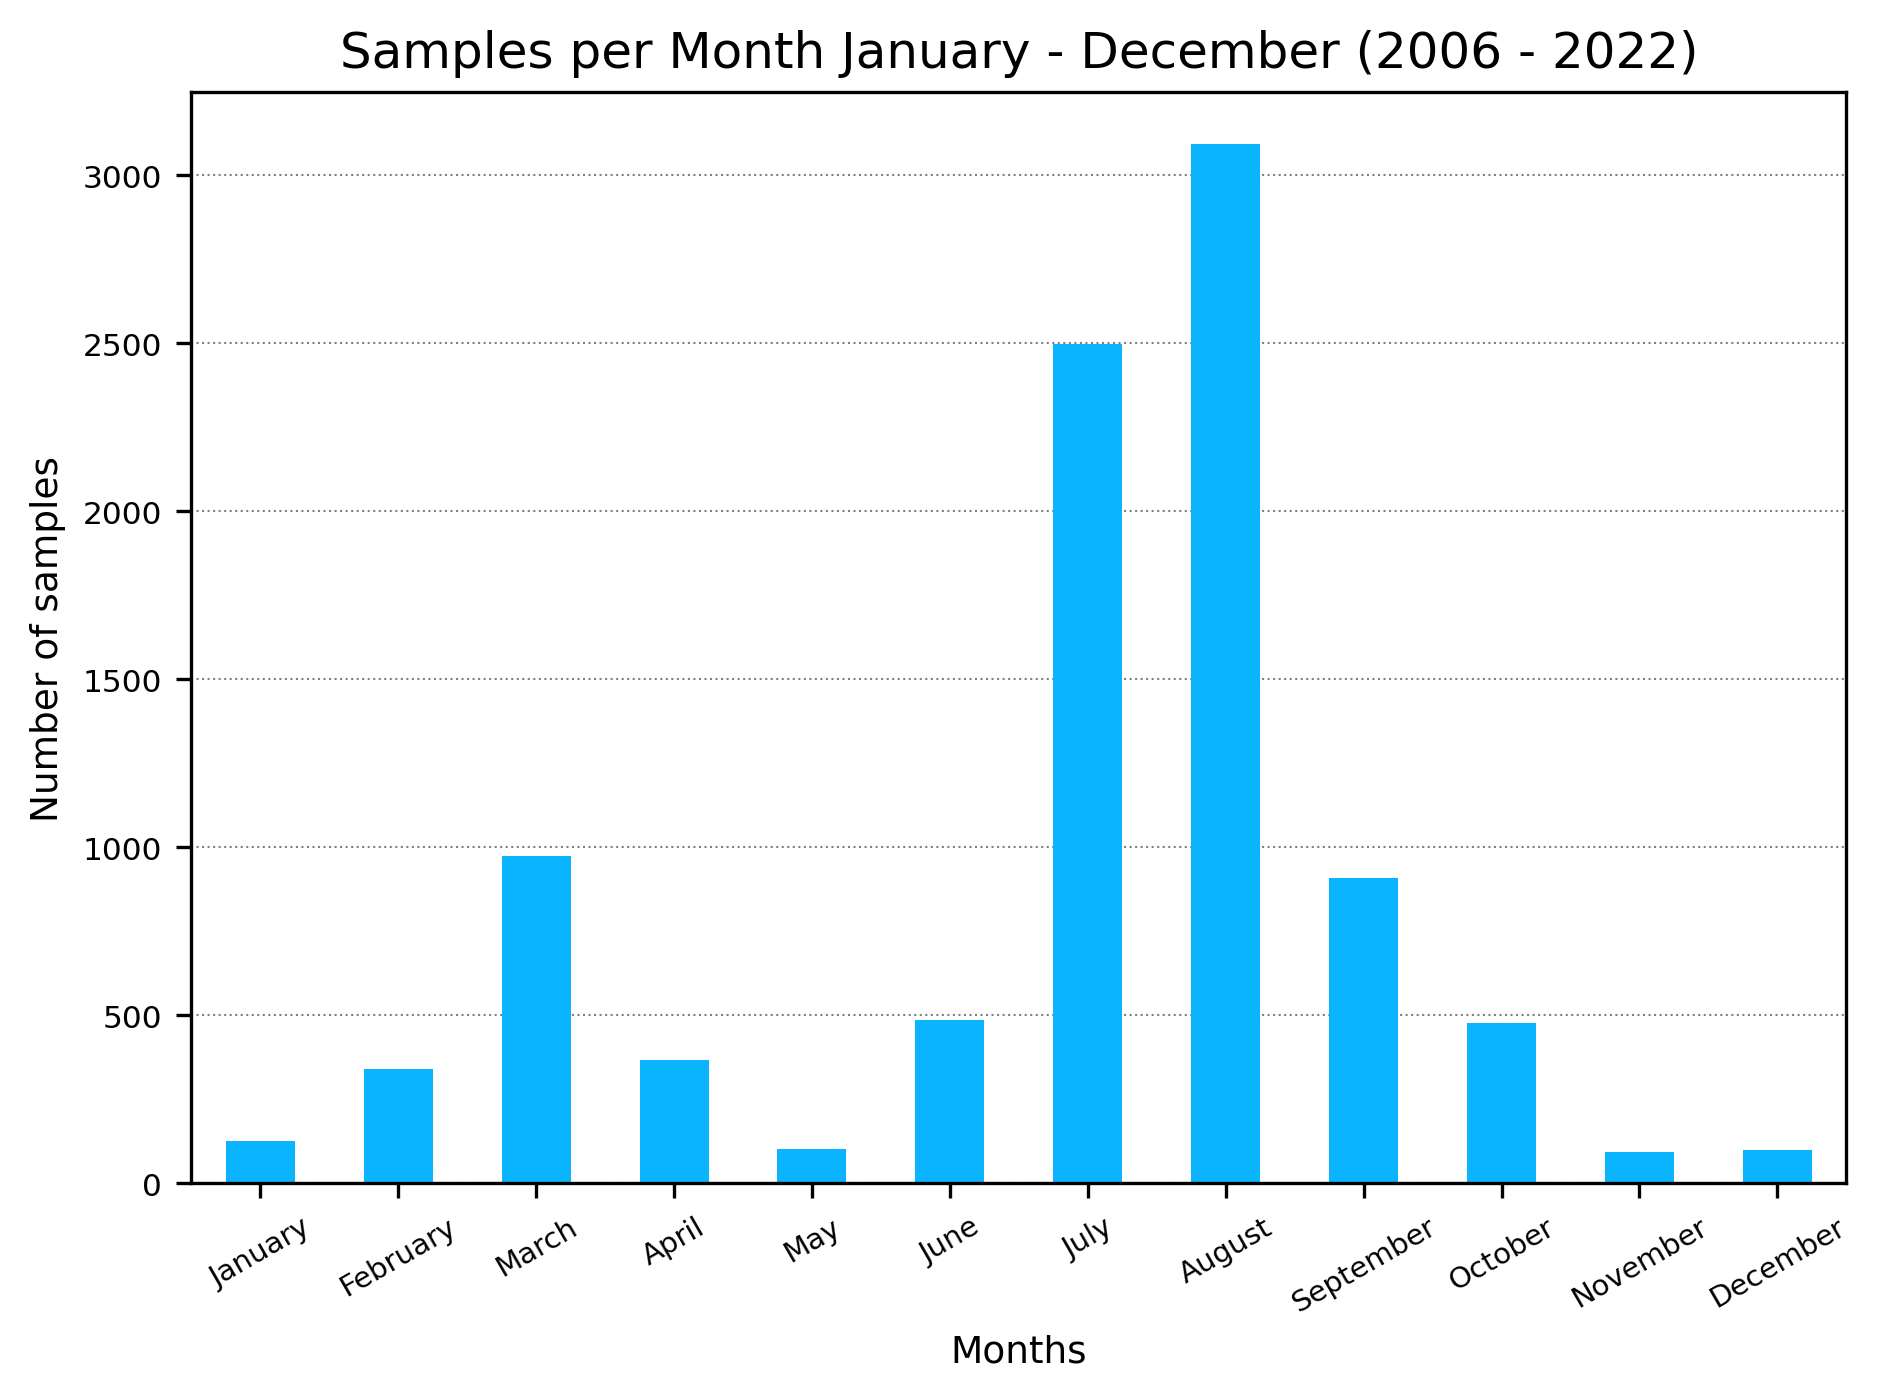 Samples per Month January - December (2006 - 2022)
3000
2500
2000
1500
1000
500
0
Number of samples
January
February
March
April
May
June
July
August
September
October
November
December
Months